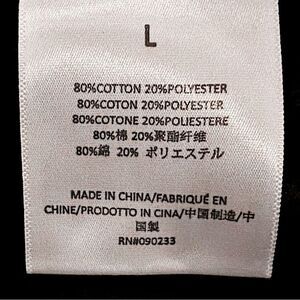 L
80%COTTON 20%POLYESTER
80%COTON 20%POLYESTER
80%COTONE 20%POLIESTERE
80%棉 20%聚酯纤维
80%綿 20% ポリエステル
MADE IN CHINA/FABRIQUÉ EN
CHINE/PRODOTTO IN CINA/中国制造/中
国製
RN#090233